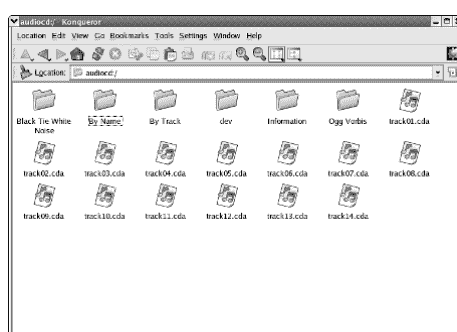 audiocd:/ Konqueror
Location Edit View Go Bookmarks Tools Settings Window Help
Location: audiocd:/
Black Tie White Noise
By Name
By Track
dev
Information
Ogg Vorbis
track01.cda
track02.cda
track03.cda
track04.cda
track05.cda
track06.cda
track07.cda
track08.cda
track09.cda
track10.cda
track11.cda
track12.cda
track13.cda
track14.cda